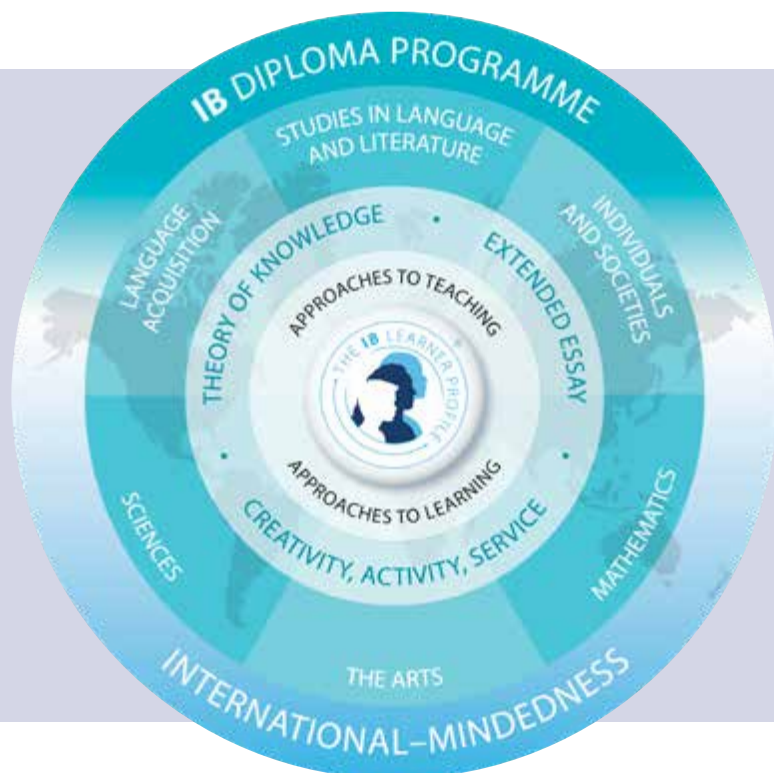 IB DIPLOMA PROGRAMME
STUDIES IN LANGUAGE
AND LITERATURE
LANGUAGE
ACQUISITION
INDIVIDUALS
AND SOCIETIES
THEORY OF KNOWLEDGE
•
EXTENDED ESSAY
APPROACHES TO TEACHING
THE IB LEARNER PROFILE
®
APPROACHES TO LEARNING
•
•
CREATIVITY, ACTIVITY, SERVICE
SCIENCES
MATHEMATICS
THE ARTS
INTERNATIONAL–MINDEDNESS